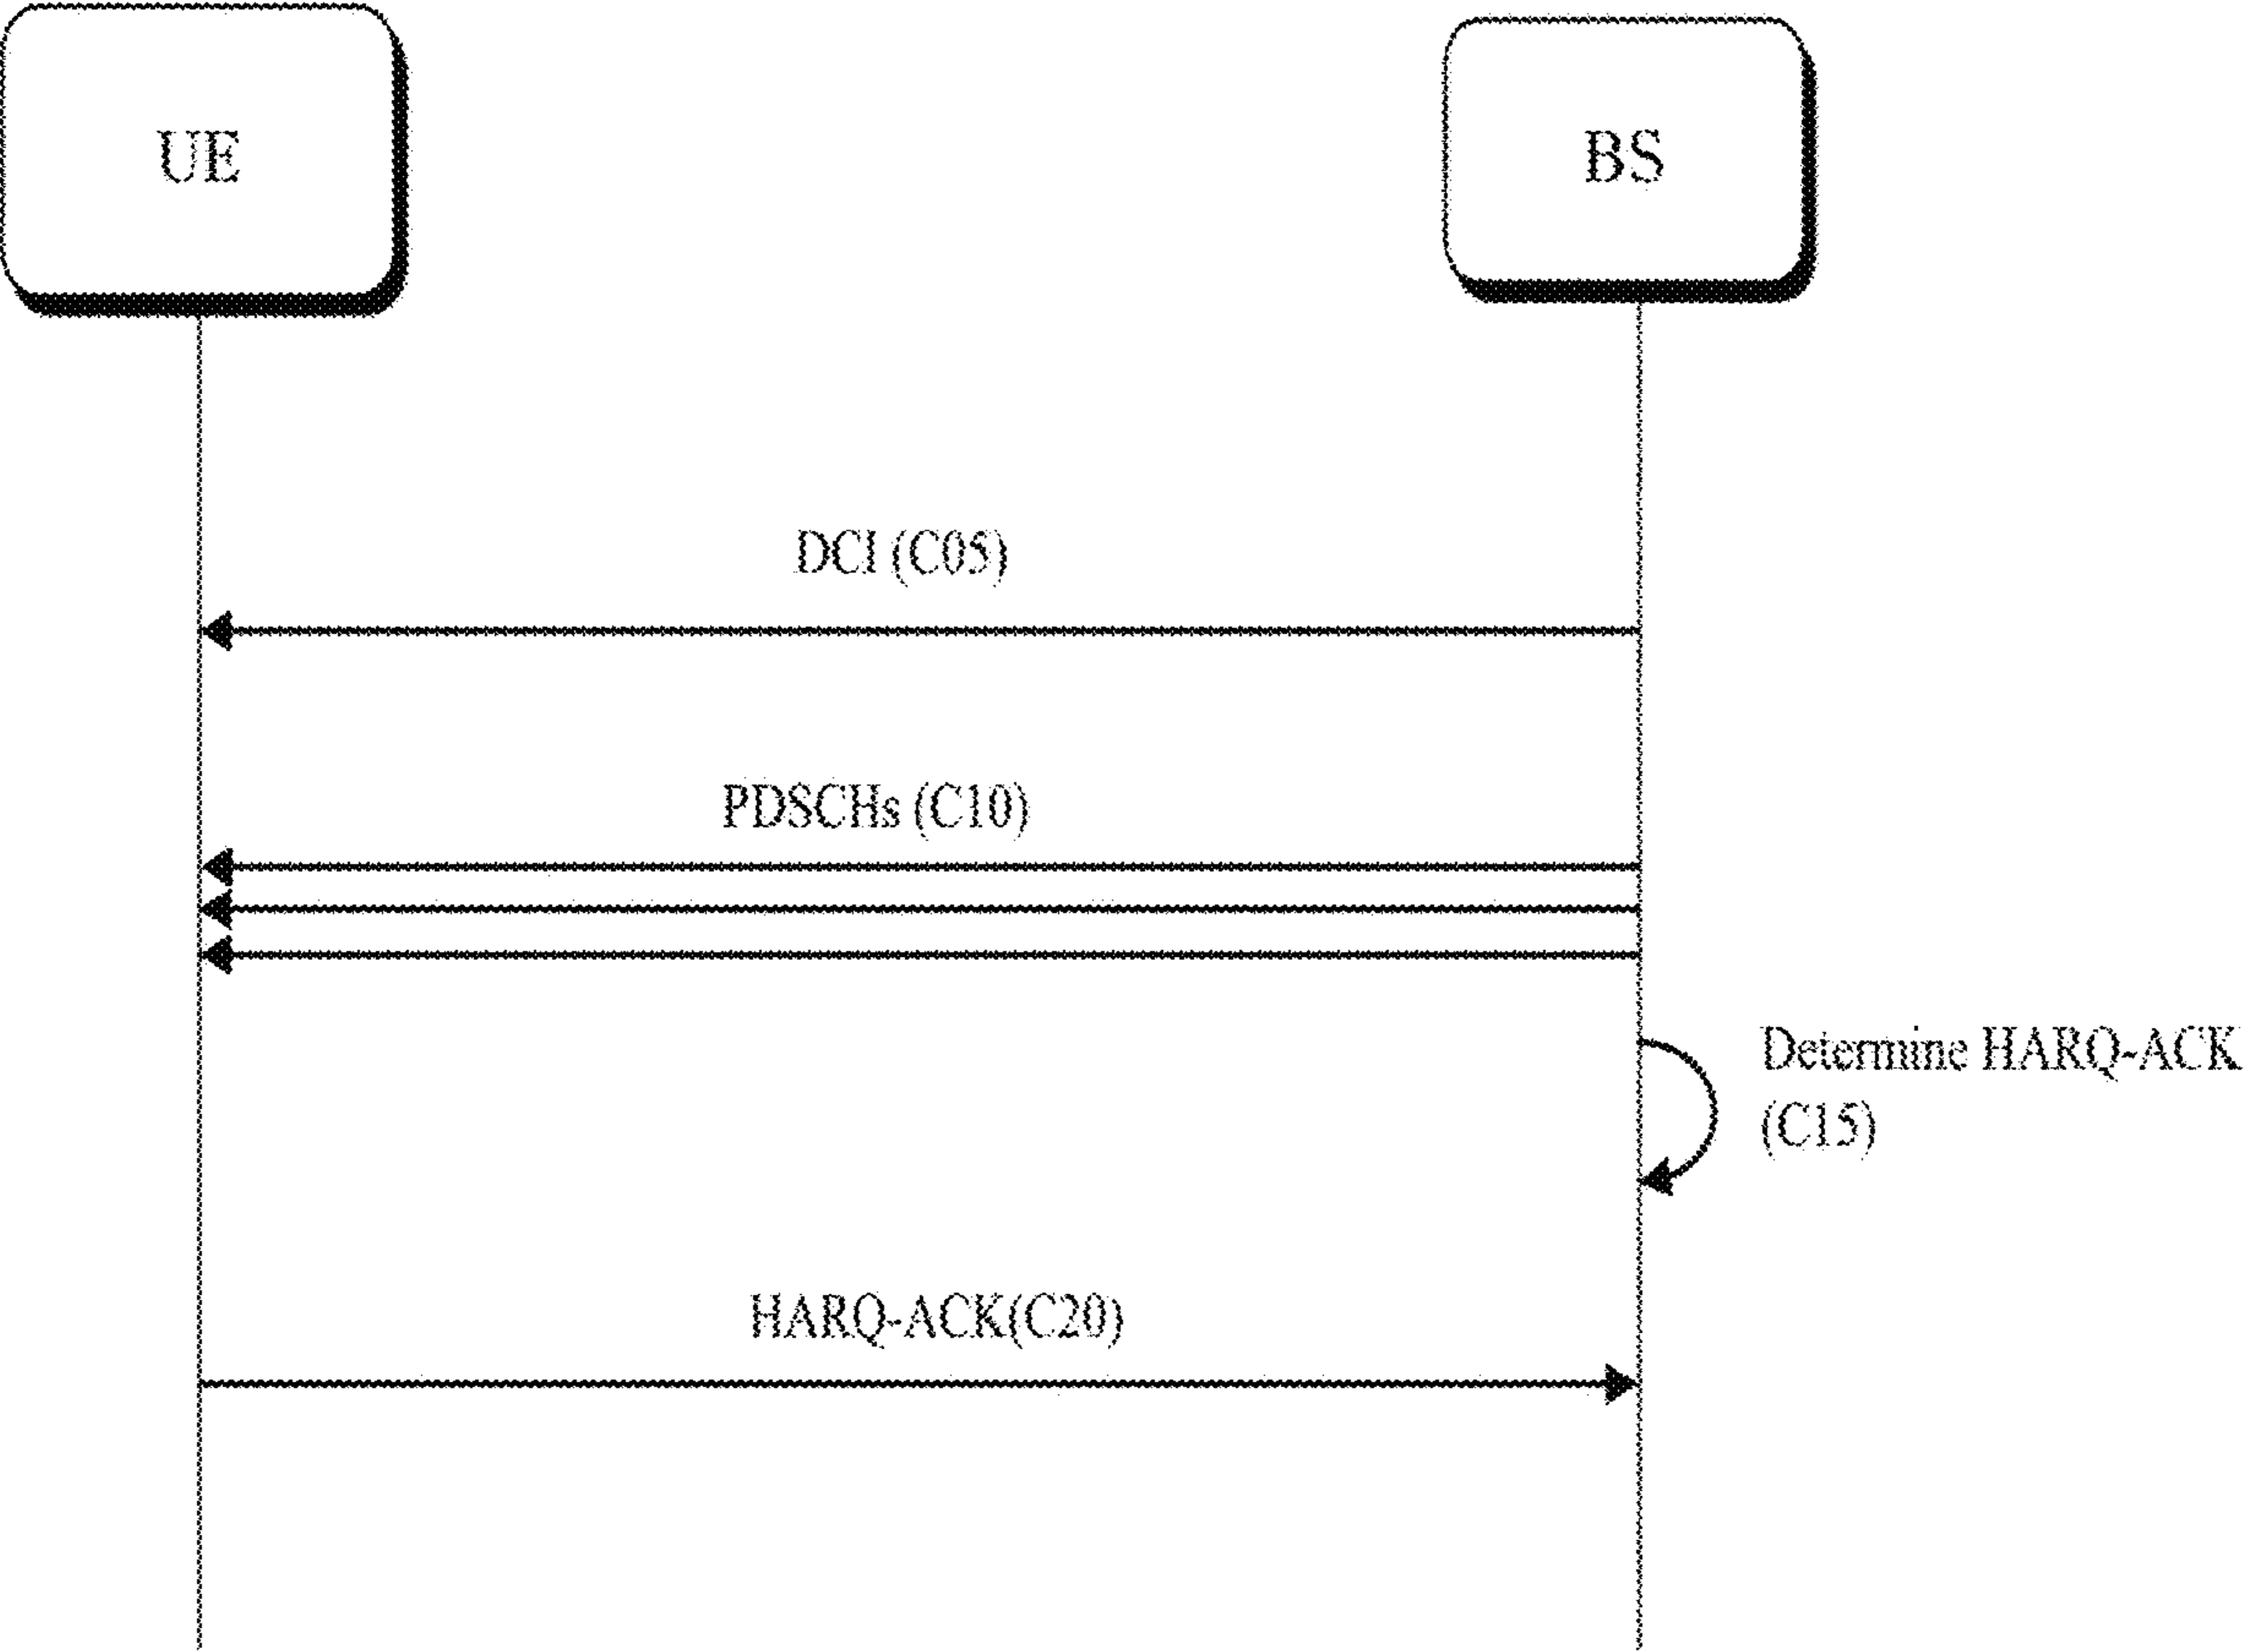 UE
BS
DCI (C05)
PDSCHs (C10)
Determine HARQ-ACK
(C15)
HARQ-ACK(C20)